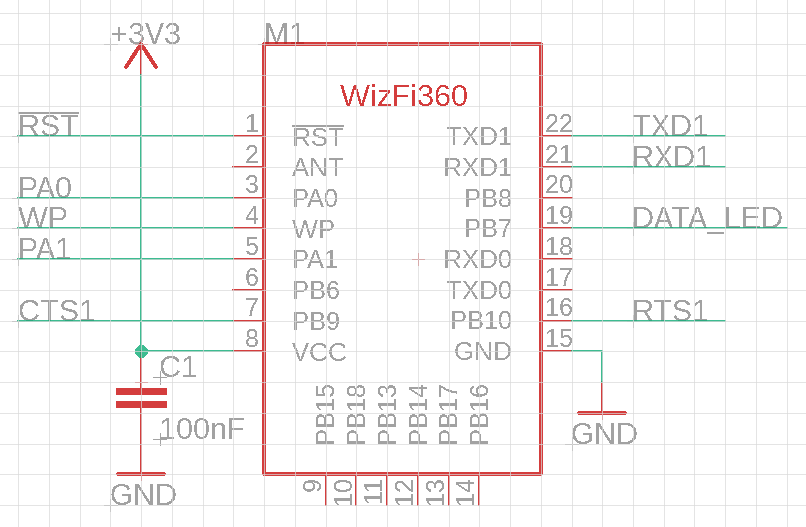 +3V3
M1
WizFi360
RST 1 RST TXD1 22 TXD1
2 ANT RXD1 21 RXD1
PA0 3 PA0 PB8 20
WP 4 WP PB7 19 DATA_LED
PA1 5 PA1 RXD0 18
6 PB6 TXD0 17
CTS1 7 PB9 PB10 16 RTS1
8 VCC GND 15
C1
100nF
GND
PB15 PB18 PB13 PB14 PB17 PB16
9 10 11 12 13 14
GND